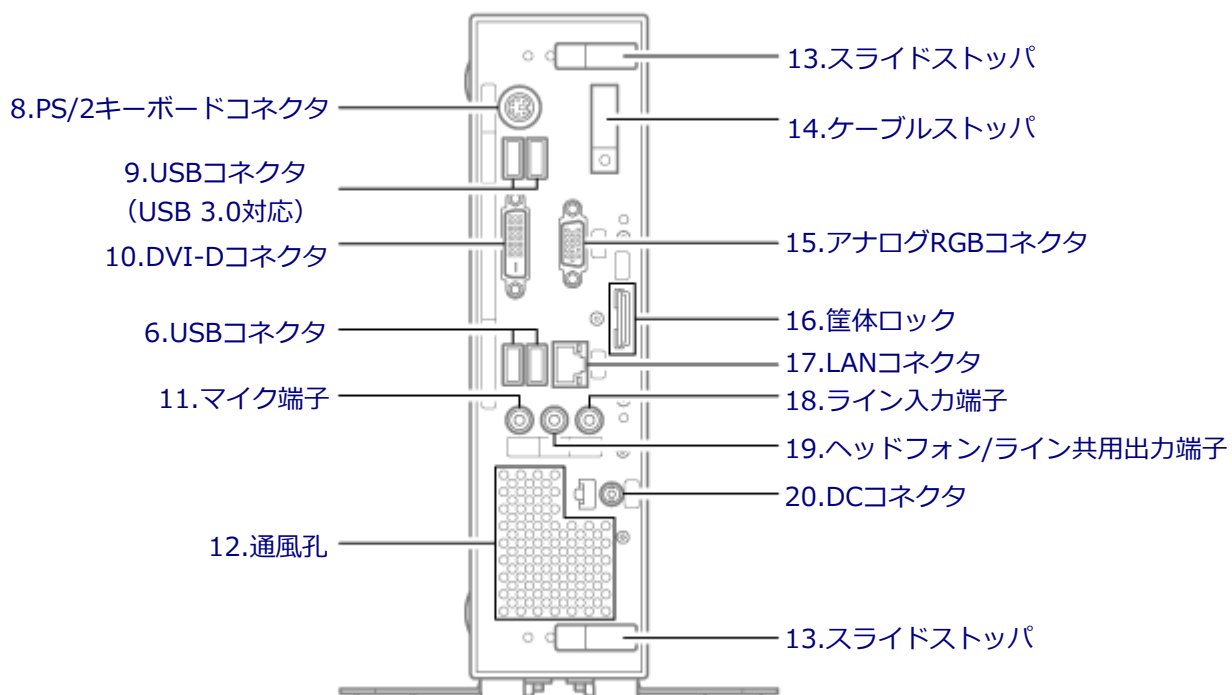 8.PS/2キーボードコネクタ
9.USBコネクタ
（USB 3.0対応）
10.DVI-Dコネクタ
6.USBコネクタ
11.マイク端子
12.通風孔
13.スライドストッパ
14.ケーブルストッパ
15.アナログRGBコネクタ
16.筐体ロック
17.LANコネクタ
18.ライン入力端子
19.ヘッドフォン/ライン共用出力端子
20.DCコネクタ
13.スライドストッパ